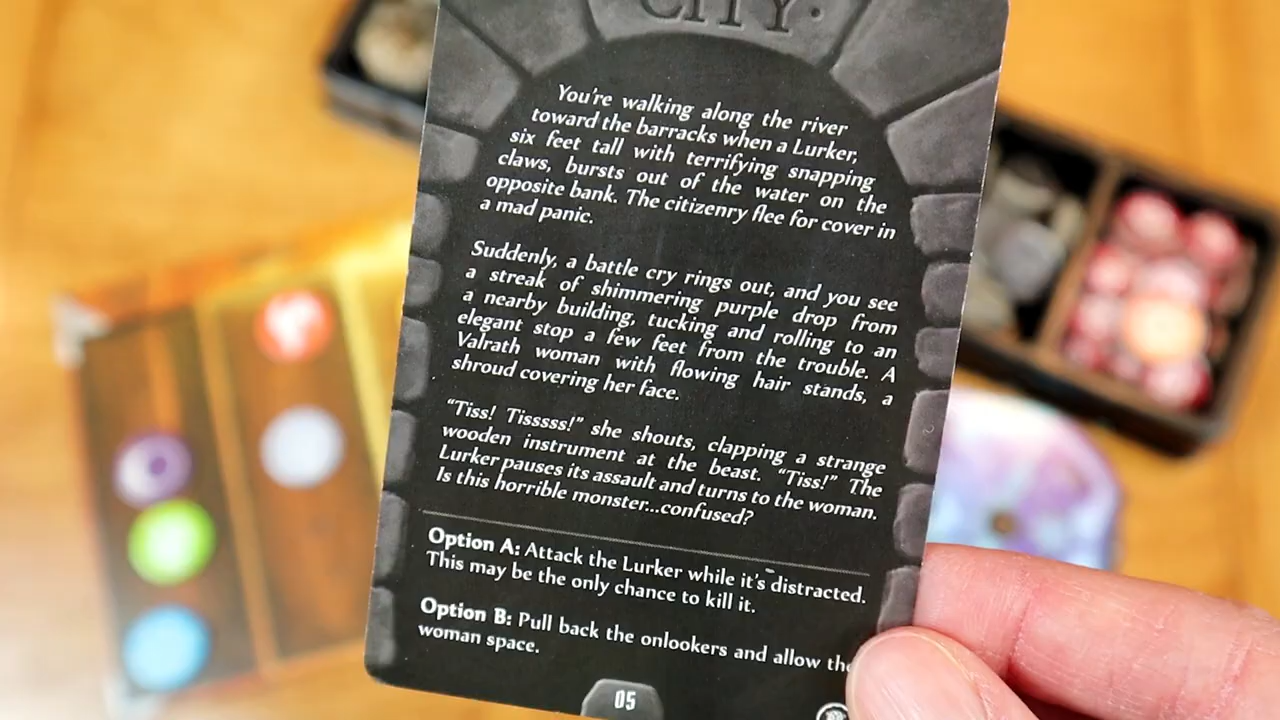 CITY
You're walking along the river
toward the barracks when a Lurker,
six feet tall with terrifying snapping
claws, bursts out of the water on the
opposite bank. The citizenry flee for cover in
a mad panic.
Suddenly, a battle cry rings out, and you see
a streak of shimmering purple drop from
a nearby building, tucking and rolling to an
elegant stop a few feet from the trouble. A
Valrath woman with flowing hair stands, a
shroud covering her face.
"Tiss! Tisssss!" she shouts, clapping a strange
wooden instrument at the beast. "Tiss!" The
Lurker pauses its assault and turns to the woman.
Is this horrible monster...confused?
Option A: Attack the Lurker while it's distracted.
This may be the only chance to kill it.
Option B: Pull back the onlookers and allow the
woman space.
05